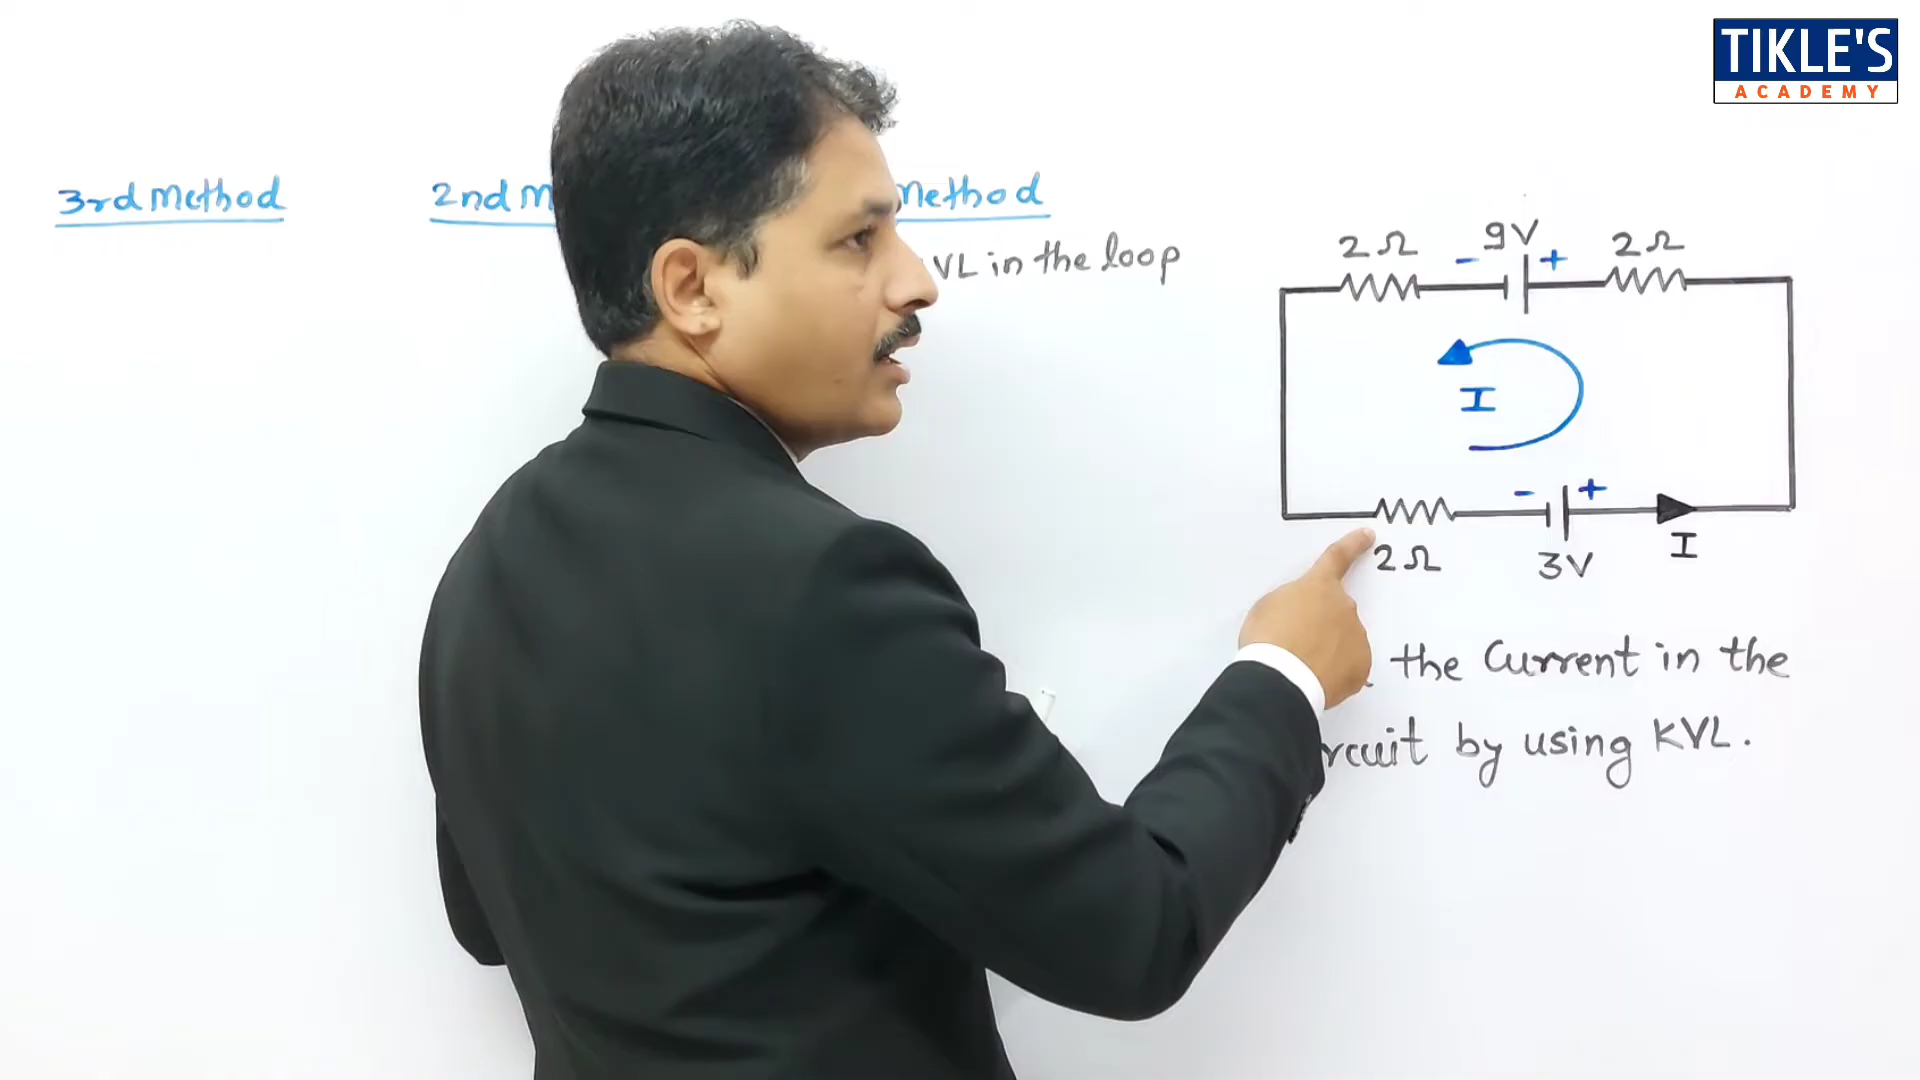 TIKLE'S
ACADEMY
3rd Method
2nd M
Method
VL in the loop
2Ω
9V
2Ω
-
+
I
-
+
2Ω
3V
I
the Current in the
rcuit by using KVL.